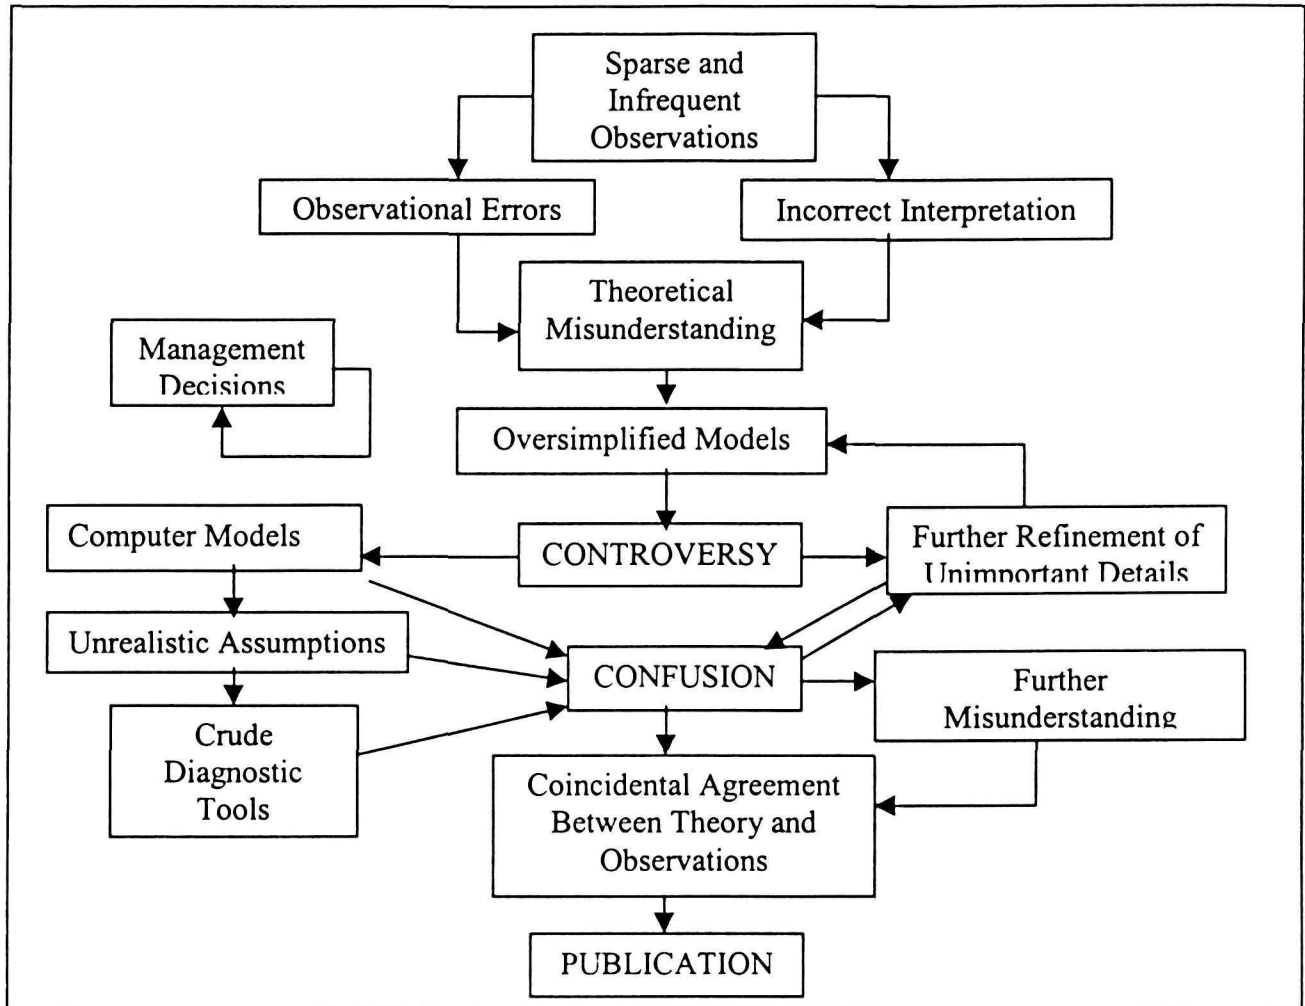 Sparse and
Infrequent
Observations
Observational Errors
Incorrect Interpretation
Theoretical
Misunderstanding
Management
Decisions
Oversimplified Models
Computer Models
CONTROVERSY
Further Refinement of
Unimportant Details
Unrealistic Assumptions
CONFUSION
Further
Misunderstanding
Crude
Diagnostic
Tools
Coincidental Agreement
Between Theory and
Observations
PUBLICATION